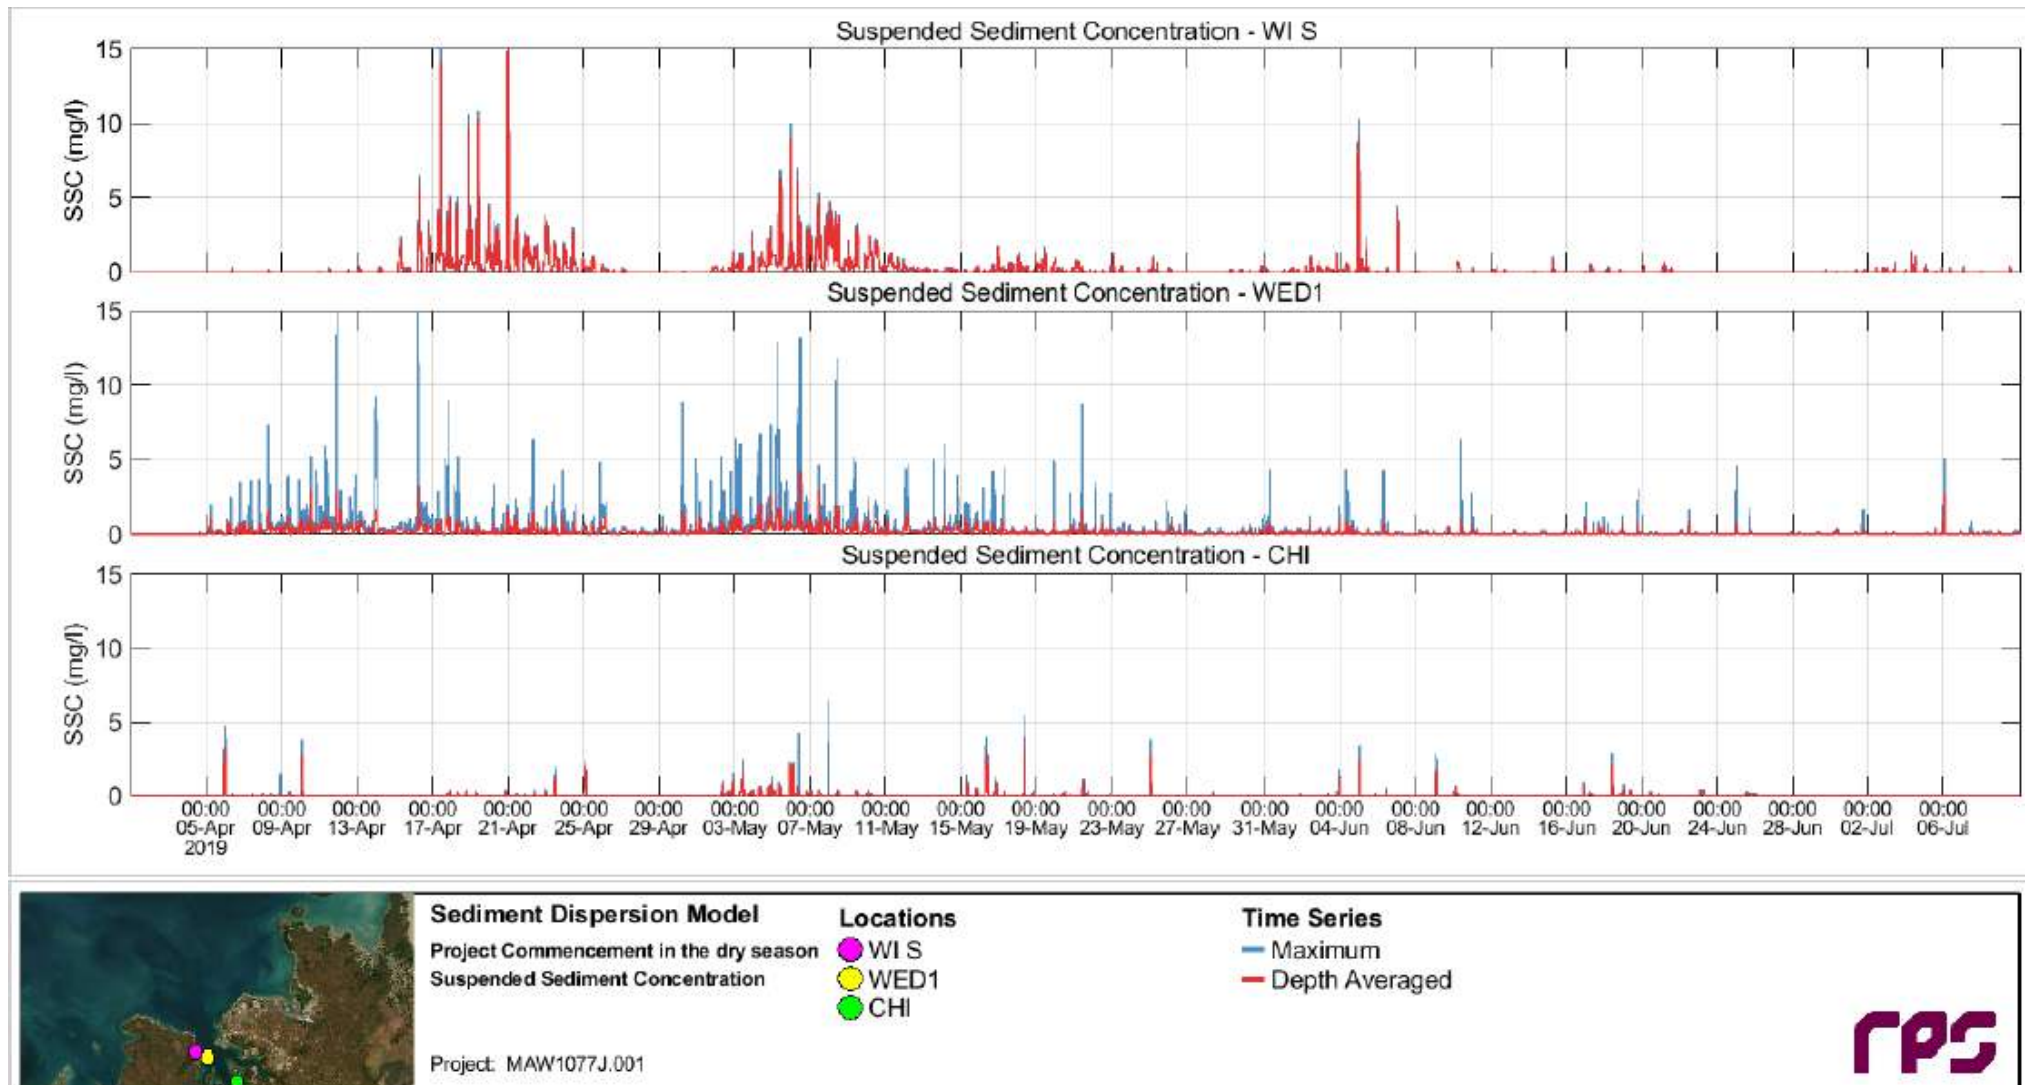 Suspended Sediment Concentration - WI S
15
10
5
0
SSC (mg/l)
Suspended Sediment Concentration - WED1
15
10
5
0
SSC (mg/l)
Suspended Sediment Concentration - CHI
15
10
5
0
SSC (mg/l)
00:00 00:00 00:00 00:00 00:00 00:00 00:00 00:00 00:00 00:00 00:00 00:00 00:00 00:00 00:00 00:00 00:00 00:00 00:00 00:00 00:00 00:00 00:00 00:00
05-Apr 09-Apr 13-Apr 17-Apr 21-Apr 25-Apr 29-Apr 03-May 07-May 11-May 15-May 19-May 23-May 27-May 31-May 04-Jun 08-Jun 12-Jun 16-Jun 20-Jun 24-Jun 28-Jun 02-Jul 06-Jul
2019
Sediment Dispersion Model
Project Commencement in the dry season
Suspended Sediment Concentration
Project: MAW1077J.001
Locations
WI S
WED1
CHI
Time Series
Maximum
Depth Averaged
rps